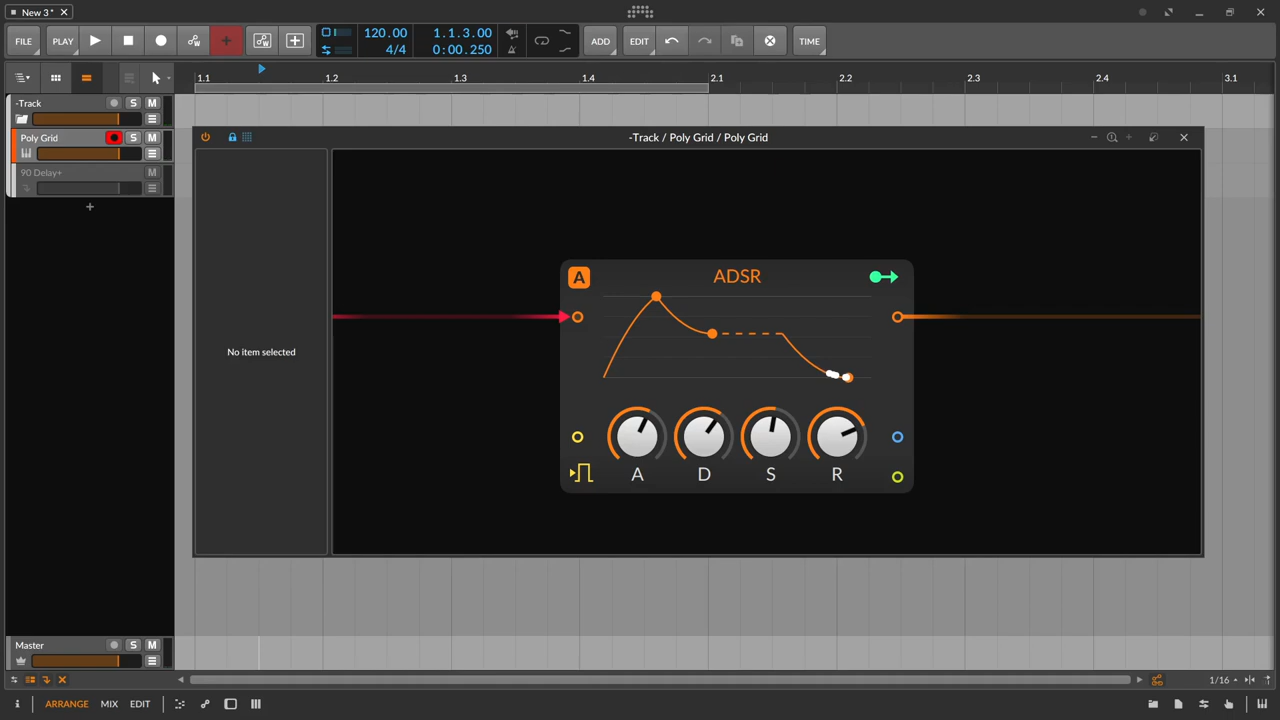 New 3*
FILE
PLAY
120.00
4/4
1.1.3.00
0:00.250
ADD
EDIT
TIME
1.1
1.2
1.3
1.4
2.1
2.2
2.3
2.4
3.1
-Track
S
M
Poly Grid
S
M
90 Delay+
M
+
-Track / Poly Grid / Poly Grid
No item selected
A
ADSR
A
D
S
R
Master
S
M
1/16
i
ARRANGE
MIX
EDIT